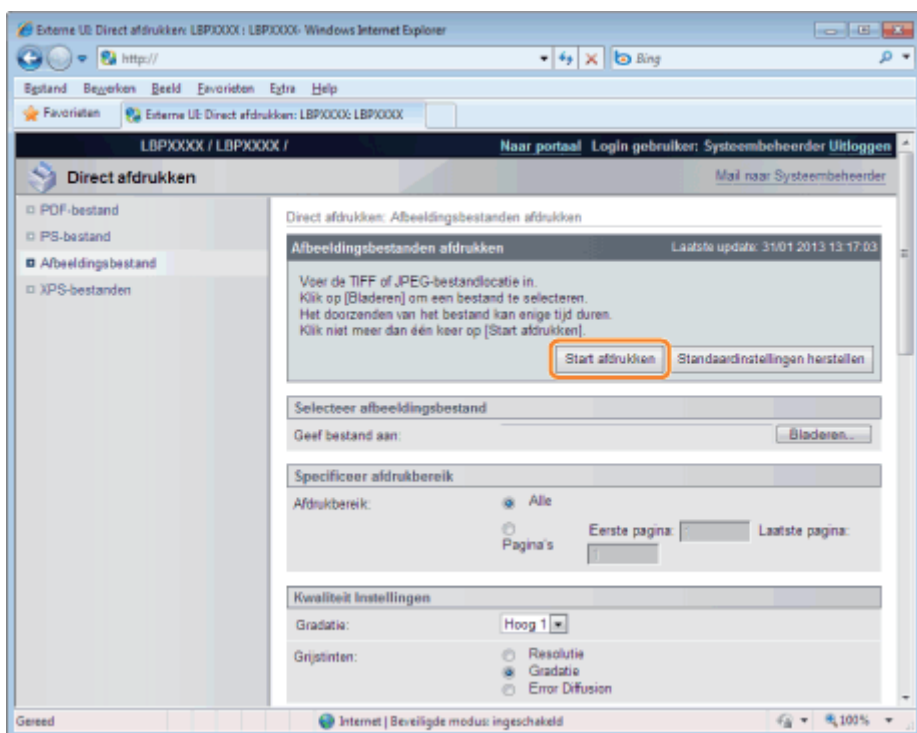 Externe UI: Direct afdrukken: LBPXXXX : LBPXXXX- Windows Internet Explorer
http://
Bing
Bestand Bewerken Beeld Favorieten Extra Help
Favorieten
Externe UI: Direct afdrukken: LBPXXXX: LBPXXXX
LBPXXXX / LBPXXXX /
Naar portaal Login gebruiker: Systeembeheerder Uitloggen
Direct afdrukken
Mail naar Systeembeheerder
PDF-bestand
PS-bestand
Afbeeldingsbestand
XPS-bestanden
Direct afdrukken: Afbeeldingsbestanden afdrukken
Afbeeldingsbestanden afdrukken
Laatste update: 31/01 2013 13:17:03
Voer de TIFF of JPEG-bestandlocatie in.
Klik op [Bladeren] om een bestand te selecteren.
Het doorzenden van het bestand kan enige tijd duren.
Klik niet meer dan één keer op [Start afdrukken].
Start afdrukken
Standaardinstellingen herstellen
Selecteer afbeeldingsbestand
Geef bestand aan:
Bladeren...
Specificeer afdrukbereik
Afdrukbereik:
Alle
Pagina's
Eerste pagina: 1
Laatste pagina:
1
Kwaliteit Instellingen
Gradatie:
Hoog 1
Grijstinten:
Resolutie
Gradatie
Error Diffusion
Gereed
Internet | Beveiligde modus: ingeschakeld
100%